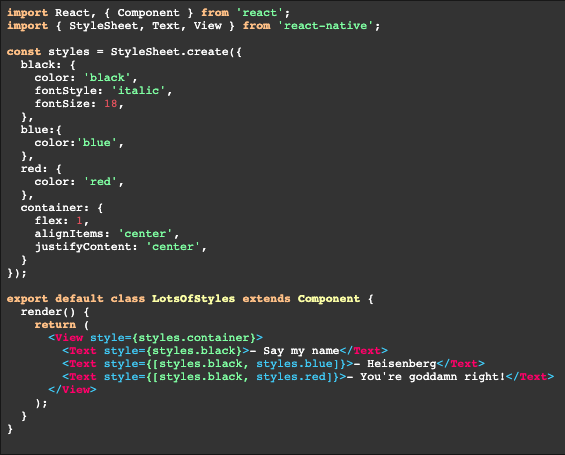 import React, { Component } from 'react';
import { StyleSheet, Text, View } from 'react-native';

const styles = StyleSheet.create({
  black: {
    color: 'black',
    fontStyle: 'italic',
    fontSize: 18,
  },
  blue:{
    color:'blue',
  },
  red: {
    color: 'red',
  },
  container: {
    flex: 1,
    alignItems: 'center',
    justifyContent: 'center',
  }
});

export default class LotsOfStyles extends Component {
  render() {
    return (
      <View style={styles.container}>
        <Text style={styles.black}>- Say my name</Text>
        <Text style={[styles.black, styles.blue]}>- Heisenberg</Text>
        <Text style={[styles.black, styles.red]}>- You're goddamn right!</Text>
      </View>
    );
  }
}